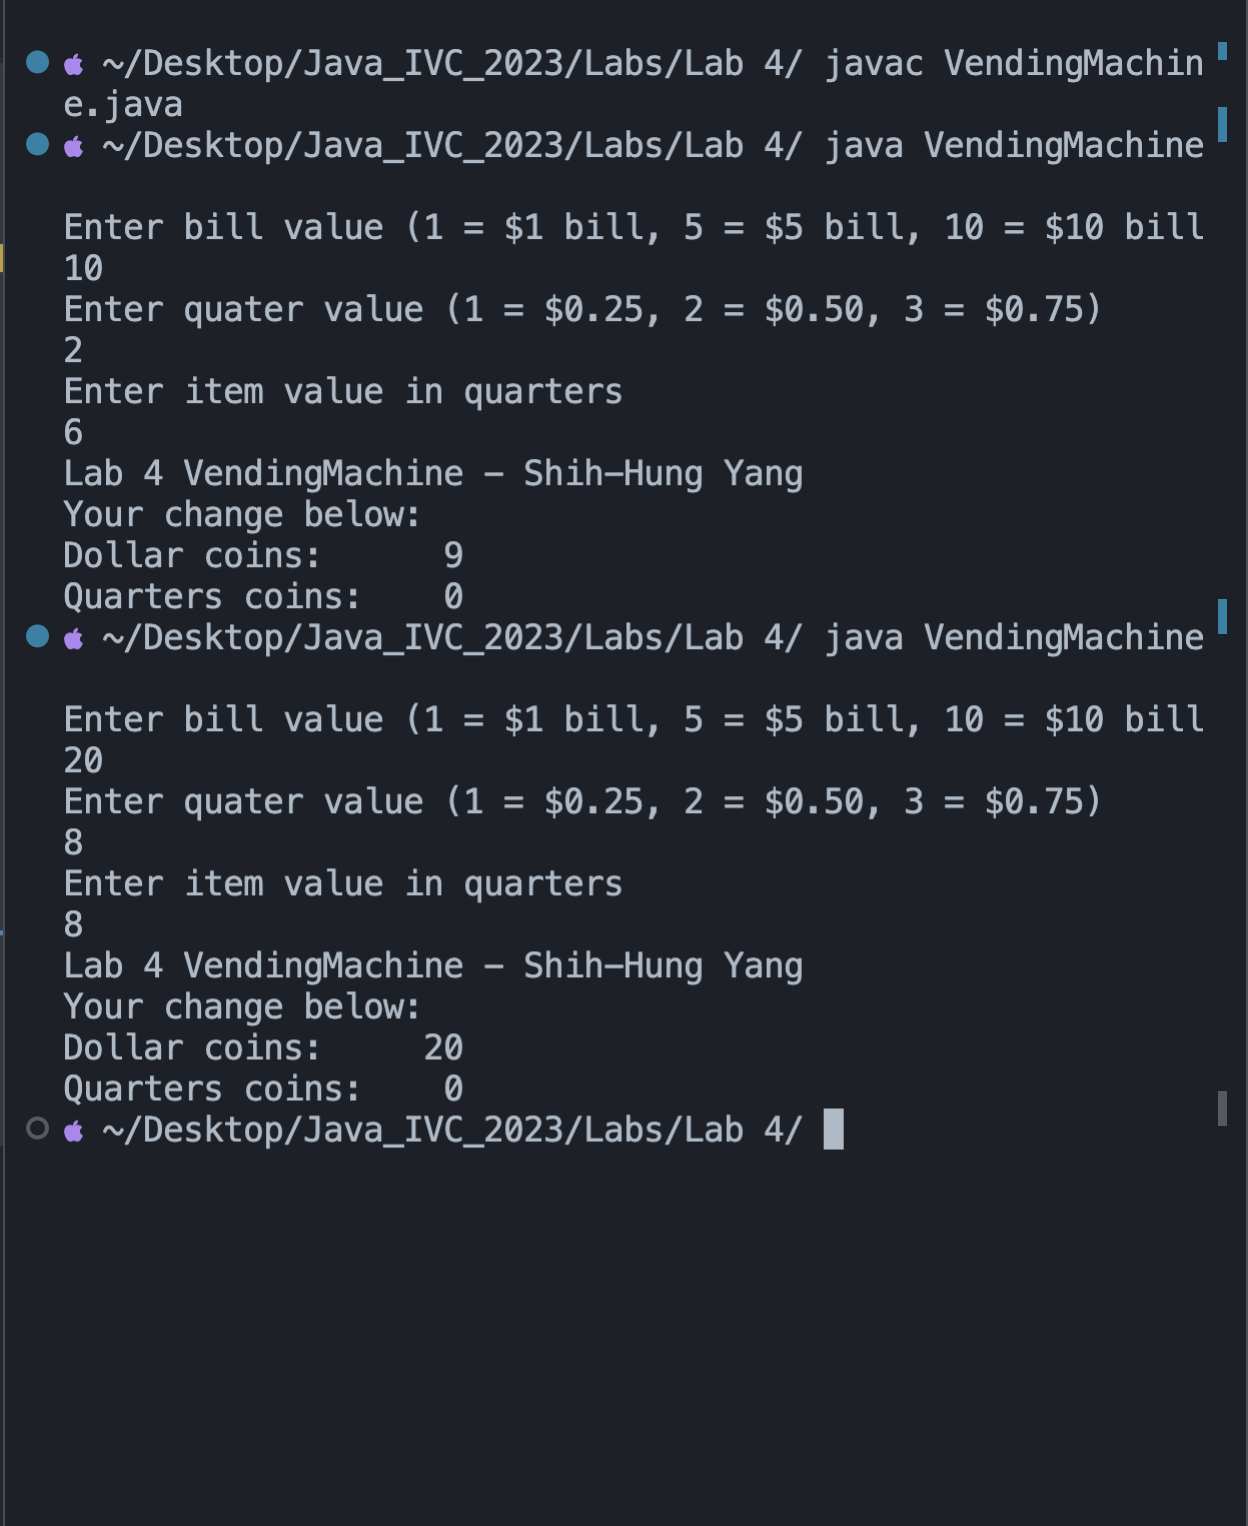 ~/Desktop/Java_IVC_2023/Labs/Lab 4/ javac VendingMachin
e.java
~/Desktop/Java_IVC_2023/Labs/Lab 4/ java VendingMachine
Enter bill value (1 = $1 bill, 5 = $5 bill, 10 = $10 bill
10
Enter quater value (1 = $0.25, 2 = $0.50, 3 = $0.75)
2
Enter item value in quarters
6
Lab 4 VendingMachine - Shih-Hung Yang
Your change below:
Dollar coins:      9
Quarters coins:    0
~/Desktop/Java_IVC_2023/Labs/Lab 4/ java VendingMachine
Enter bill value (1 = $1 bill, 5 = $5 bill, 10 = $10 bill
20
Enter quater value (1 = $0.25, 2 = $0.50, 3 = $0.75)
8
Enter item value in quarters
8
Lab 4 VendingMachine - Shih-Hung Yang
Your change below:
Dollar coins:     20
Quarters coins:    0
~/Desktop/Java_IVC_2023/Labs/Lab 4/